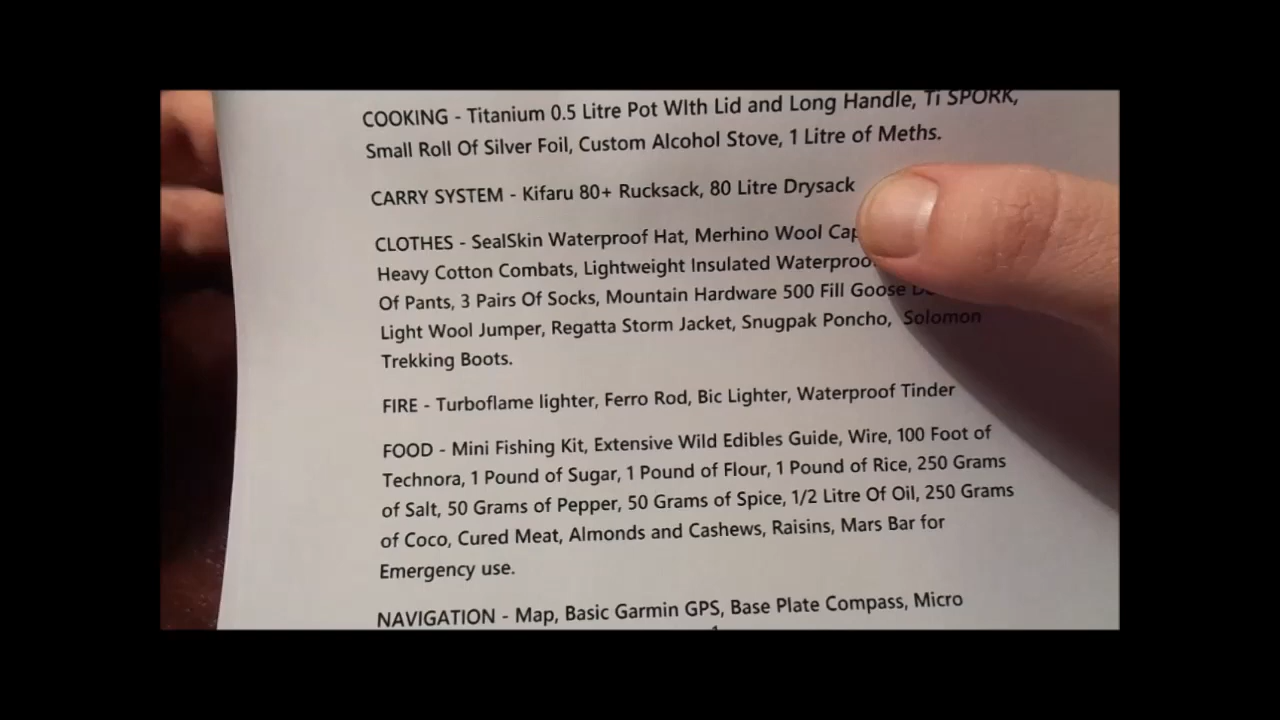 COOKING - Titanium 0.5 Litre Pot WIth Lid and Long Handle, Ti SPORK,
Small Roll Of Silver Foil, Custom Alcohol Stove, 1 Litre of Meths.
CARRY SYSTEM - Kifaru 80+ Rucksack, 80 Litre Drysack
CLOTHES - SealSkin Waterproof Hat, Merhino Wool Cap
Heavy Cotton Combats, Lightweight Insulated
Of Pants, 3 Pairs Of Socks, Mountain Hardware 500 Fill Goose
Light Wool Jumper, Regatta Storm Jacket, Snugpak Poncho, Solomon
Trekking Boots.
FIRE - Turboflame lighter, Ferro Rod, Bic Lighter, Waterproof Tinder
FOOD - Mini Fishing Kit, Extensive Wild Edibles Guide, Wire, 100 Foot of
Technora, 1 Pound of Sugar, 1 Pound of Flour, 1 Pound of Rice, 250 Grams
of Salt, 50 Grams of Pepper, 50 Grams of Spice, 1/2 Litre Of Oil, 250 Grams
of Coco, Cured Meat, Almonds and Cashews, Raisins, Mars Bar for
Emergency use.
NAVIGATION - Map, Basic Garmin GPS, Base Plate Compass, Micro